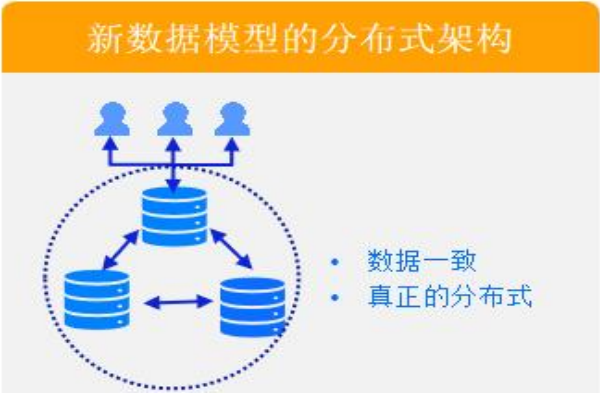 新数据模型的分布式架构
• 数据一致
• 真正的分布式